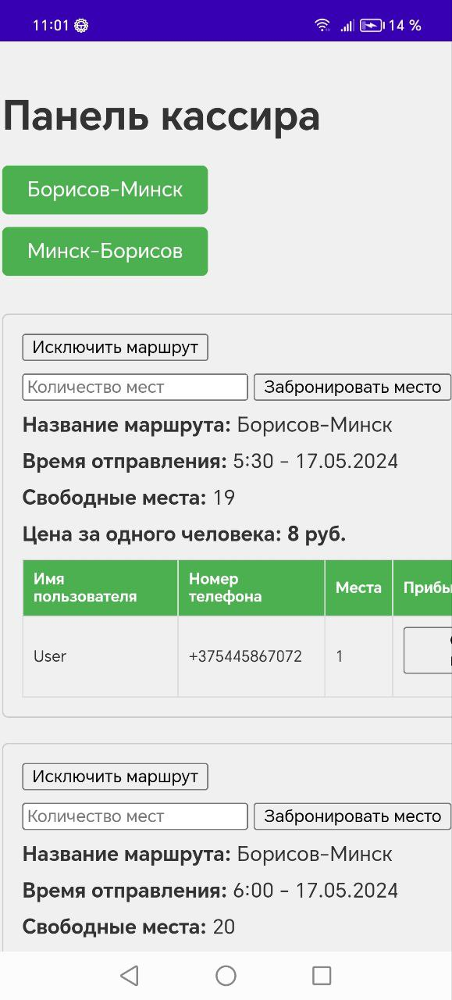 11:01 14 %
Панель кассира
Борисов-Минск
Минск-Борисов
Исключить маршрут
Количество мест Забронировать место
Название маршрута: Борисов-Минск
Время отправления: 5:30 - 17.05.2024
Свободные места: 19
Цена за одного человека: 8 руб.
Имя пользователя Номер телефона Места
User +375445867072 1
Исключить маршрут
Количество мест Забронировать место
Название маршрута: Борисов-Минск
Время отправления: 6:00 - 17.05.2024
Свободные места: 20